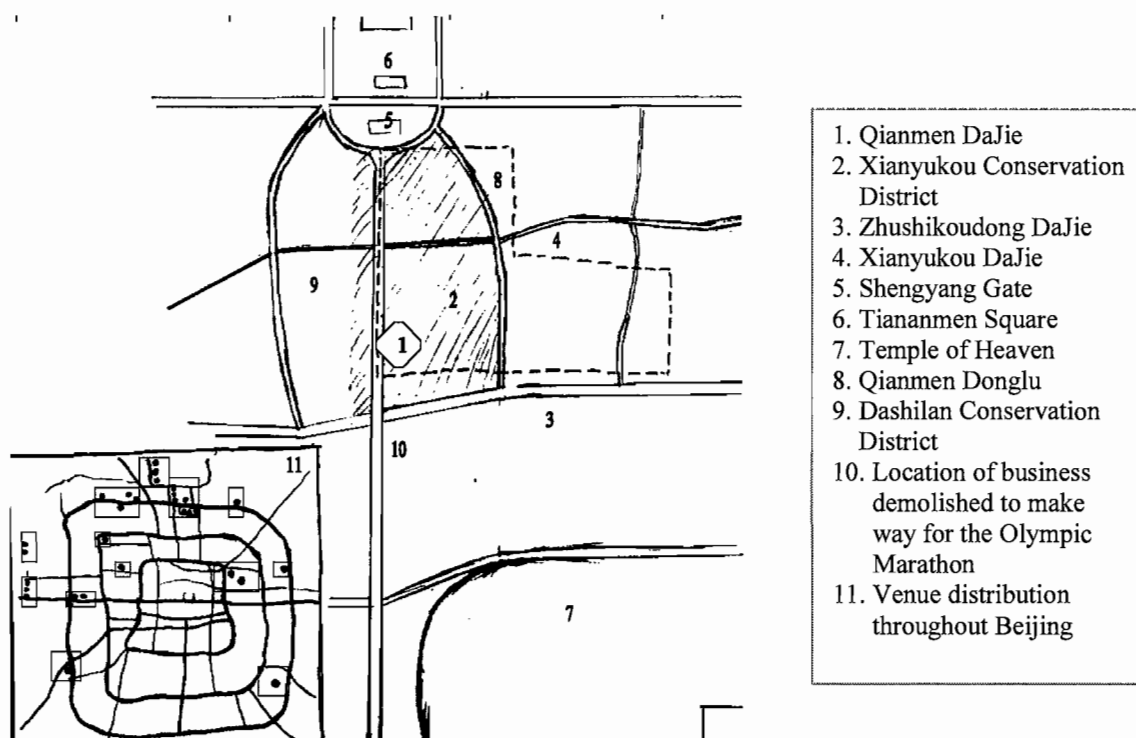 6
5
8
4
9
2
1
3
10
11
7
1. Qianmen DaJie
2. Xianyukou Conservation
District
3. Zhushikoudong DaJie
4. Xianyukou DaJie
5. Shengyang Gate
6. Tiananmen Square
7. Temple of Heaven
8. Qianmen Donglu
9. Dashilan Conservation
District
10. Location of business
demolished to make
way for the Olympic
Marathon
11. Venue distribution
throughout Beijing